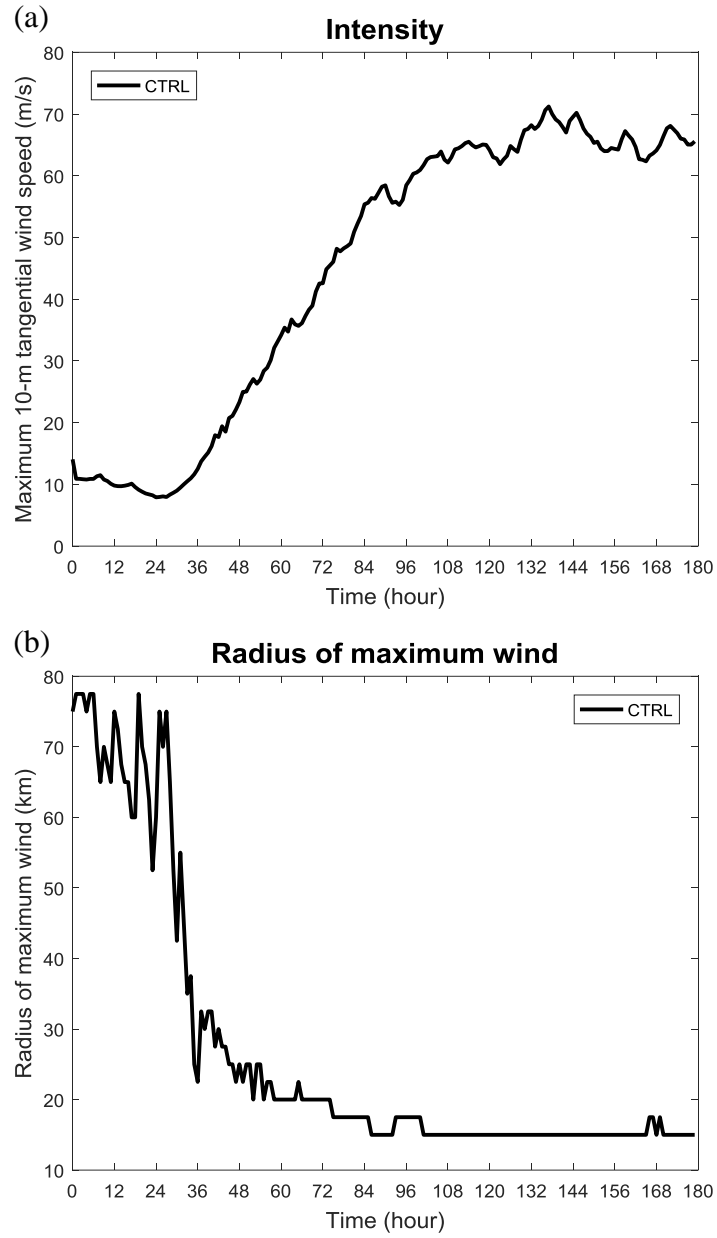 (a)
Intensity
CTRL
Maximum 10-m tangential wind speed (m/s)
80
70
60
50
40
30
20
10
0
0 12 24 36 48 60 72 84 96 108 120 132 144 156 168 180
Time (hour)
(b)
Radius of maximum wind
CTRL
Radius of maximum wind (km)
80
70
60
50
40
30
20
10
0 12 24 36 48 60 72 84 96 108 120 132 144 156 168 180
Time (hour)